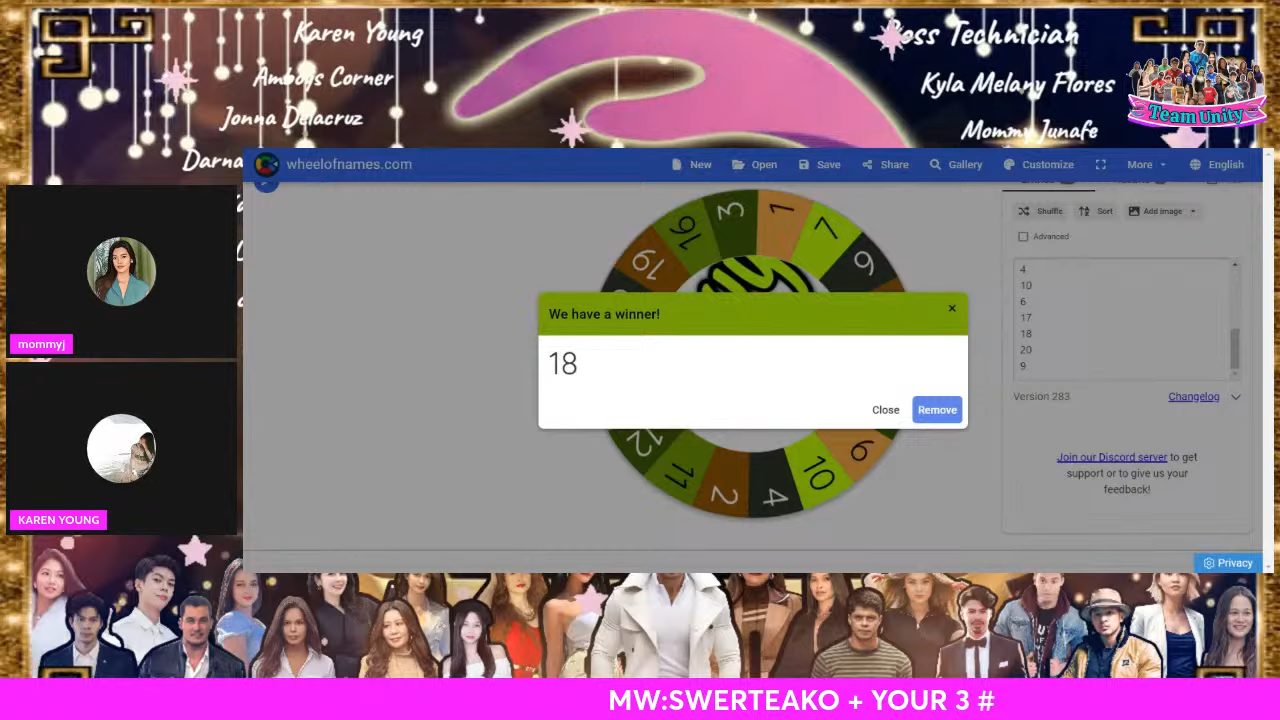 Karen Young
Amboys Corner
Jonna Delacruz
Darna
Boss Technician
Kyla Melany Flores
Mommy Junafe
Team Unity
wheelofnames.com
New
Open
Save
Share
Gallery
Customize
More
English
Shuffle
Sort
Add image
Advanced
4
10
6
17
18
20
9
Version 283
Changelog
Join our Discord server to get
support or to give us your
feedback!
Privacy
19
16
3
1
7
9
We have a winner!
×
18
Close
Remove
12
11
2
4
10
6
mommyj
KAREN YOUNG
MW:SWERTEAKO + YOUR 3 #